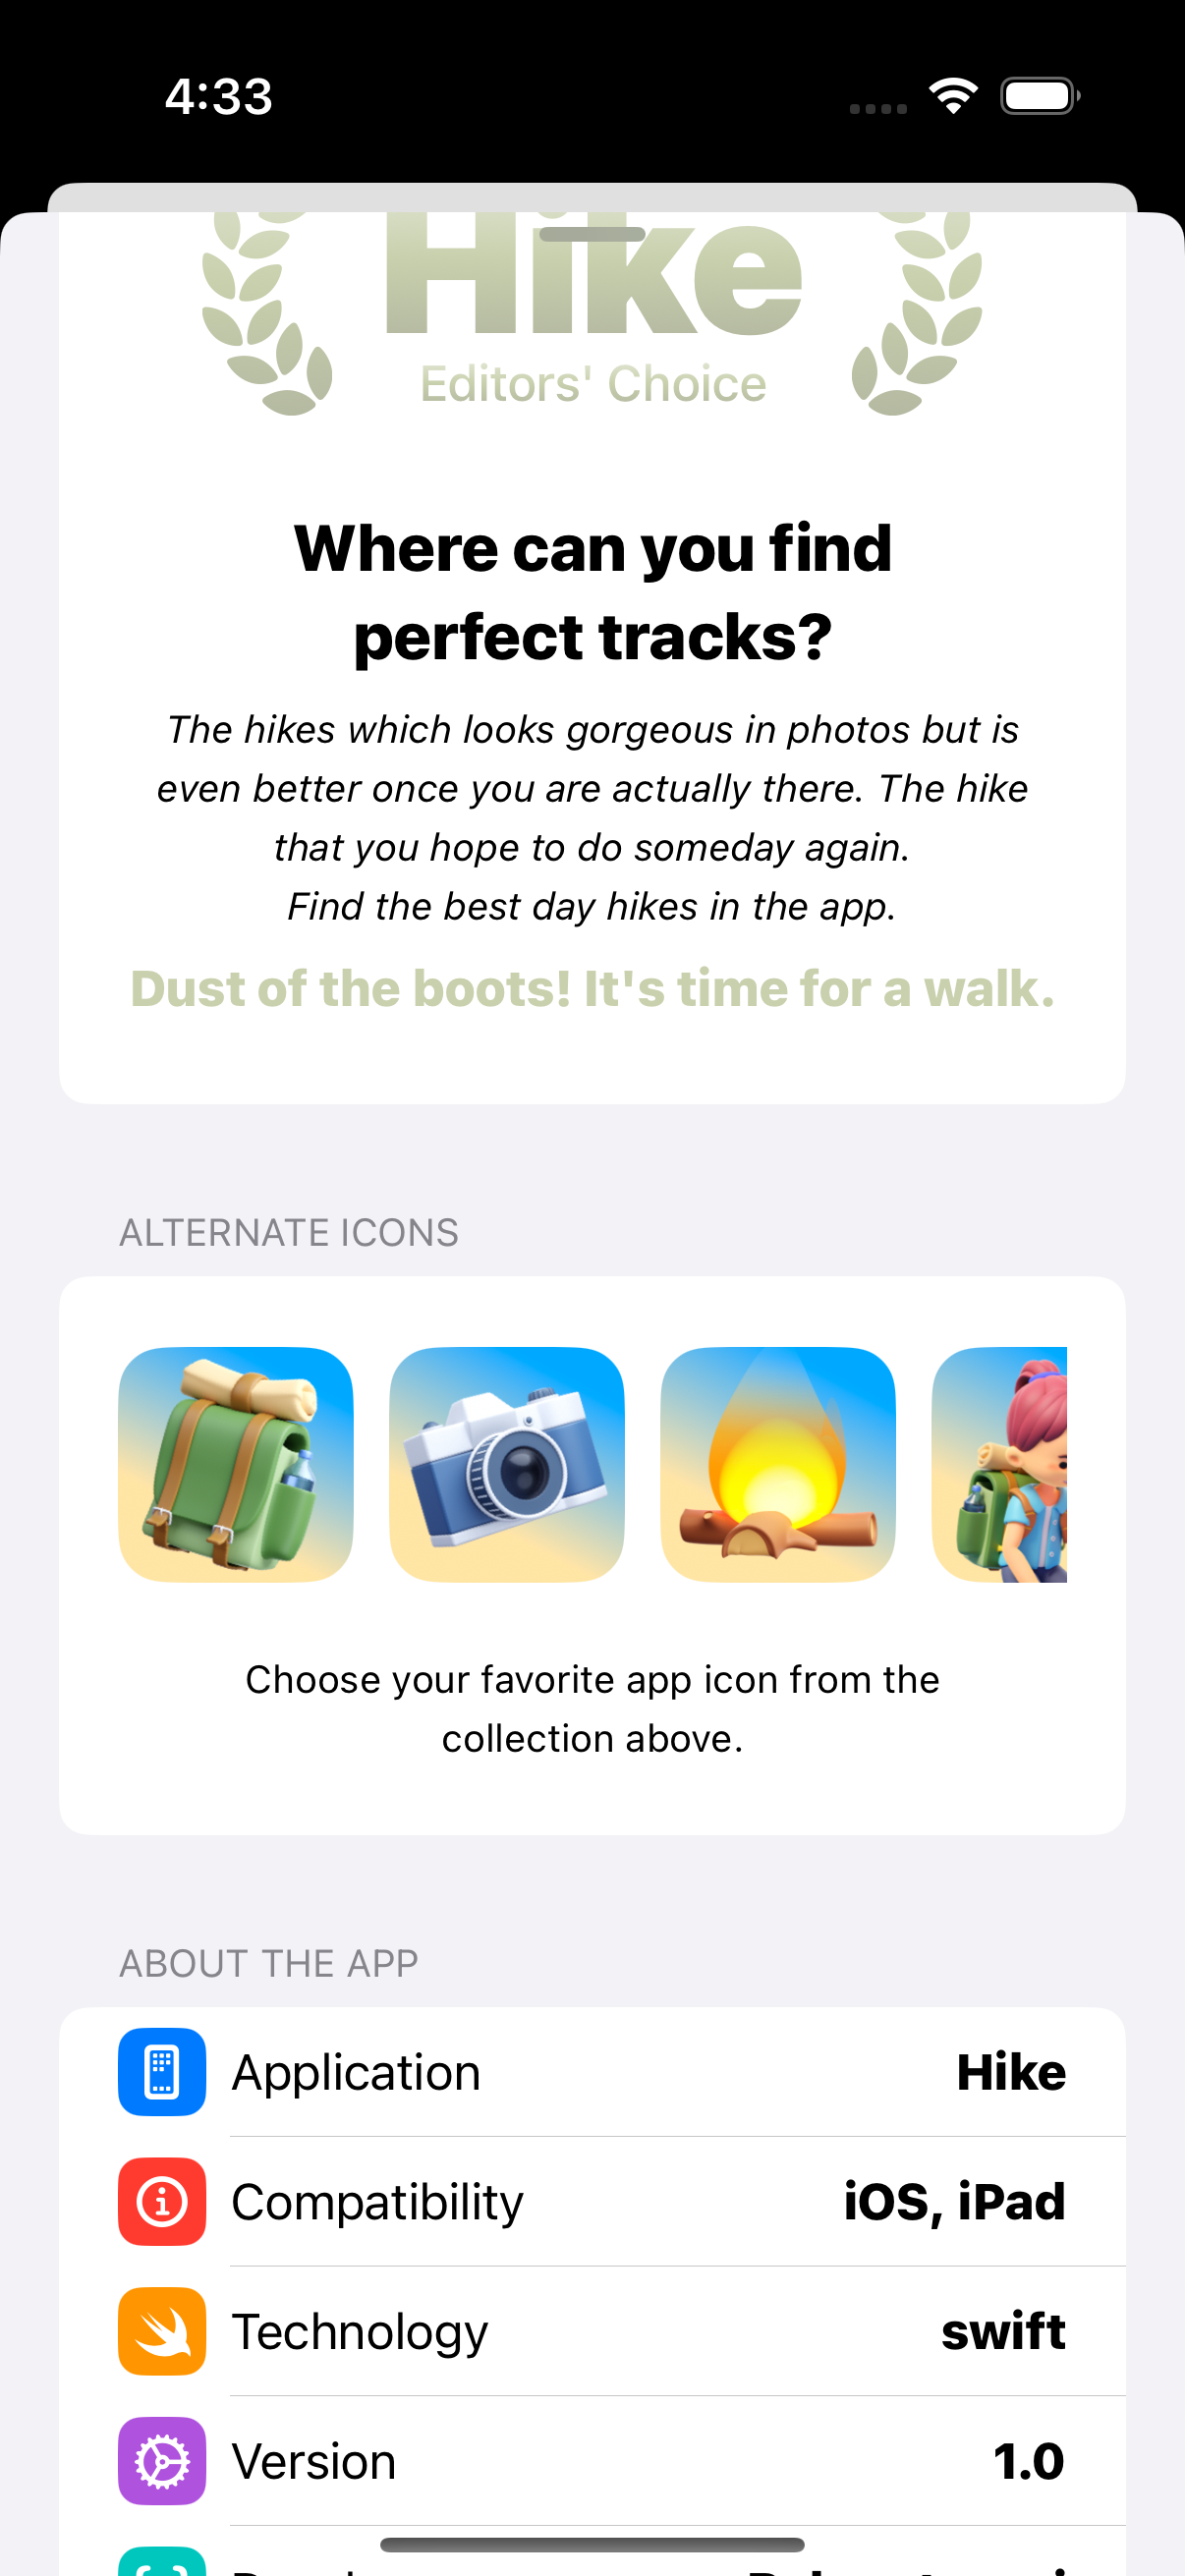 4:33
Hike
Editors' Choice
Where can you find
perfect tracks?
The hikes which looks gorgeous in photos but is
even better once you are actually there. The hike
that you hope to do someday again.
Find the best day hikes in the app.
Dust of the boots! It's time for a walk.
ALTERNATE ICONS
Choose your favorite app icon from the
collection above.
ABOUT THE APP
Application Hike
Compatibility iOS, iPad
Technology swift
Version 1.0